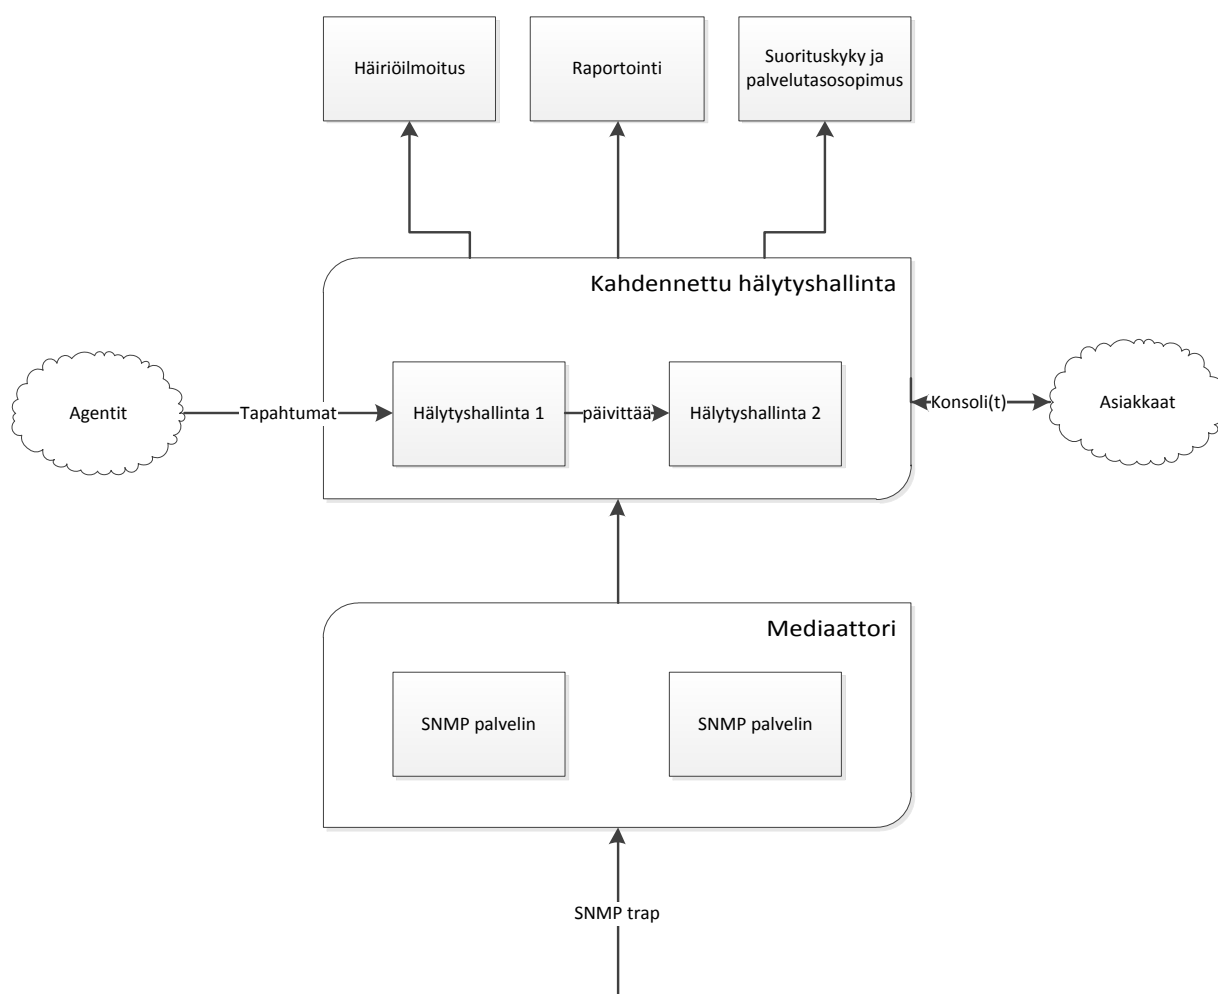 Häiriöilmoitus
Raportointi
Suorituskyky ja
palvelutasosopimus
Kahdennettu hälytyshallinta
Agentit
Tapahtumat
Hälytyshallinta 1
päivittää
Hälytyshallinta 2
Konsoli(t)
Asiakkaat
Mediaattori
SNMP palvelin
SNMP palvelin
SNMP trap